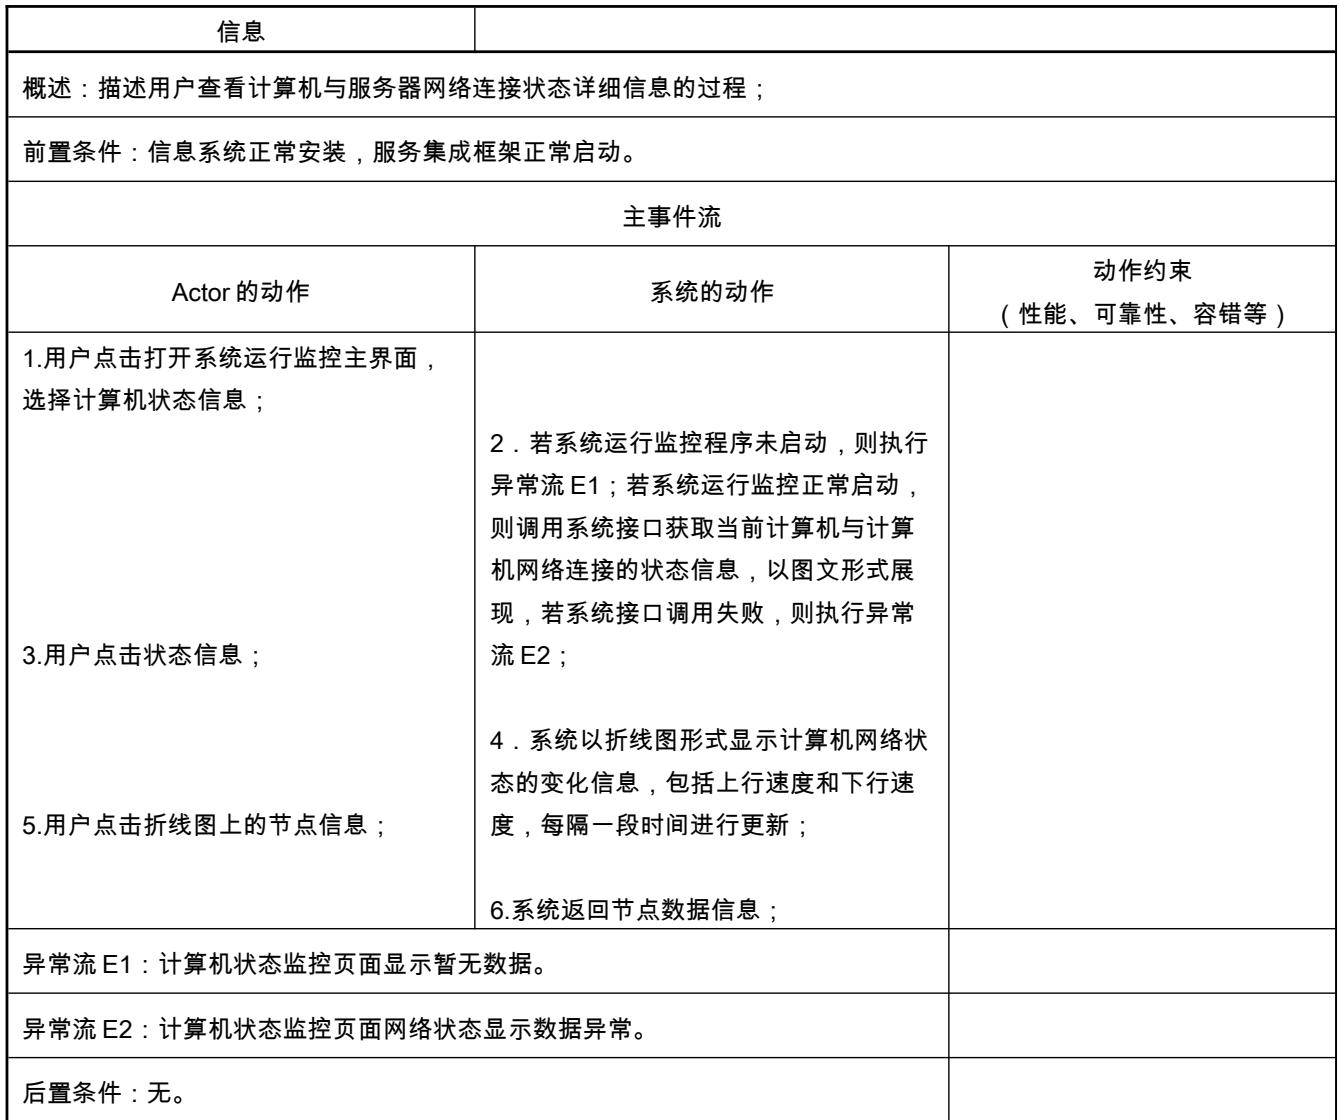 信息
概述：描述用户查看计算机与服务器网络连接状态详细信息的过程；
前置条件：信息系统正常安装，服务集成框架正常启动。
主事件流
Actor 的动作
系统的动作
动作约束
（性能、可靠性、容错等）
1.用户点击打开系统运行监控主界面，
选择计算机状态信息；
2．若系统运行监控程序未启动，则执行
异常流 E1；若系统运行监控正常启动，
则调用系统接口获取当前计算机与计算
机网络连接的状态信息，以图文形式展
现，若系统接口调用失败，则执行异常
流 E2；
3.用户点击状态信息；
4．系统以折线图形式显示计算机网络状
态的变化信息，包括上行速度和下行速
度，每隔一段时间进行更新；
5.用户点击折线图上的节点信息；
6.系统返回节点数据信息；
异常流 E1：计算机状态监控页面显示暂无数据。
异常流 E2：计算机状态监控页面网络状态显示数据异常。
后置条件：无。